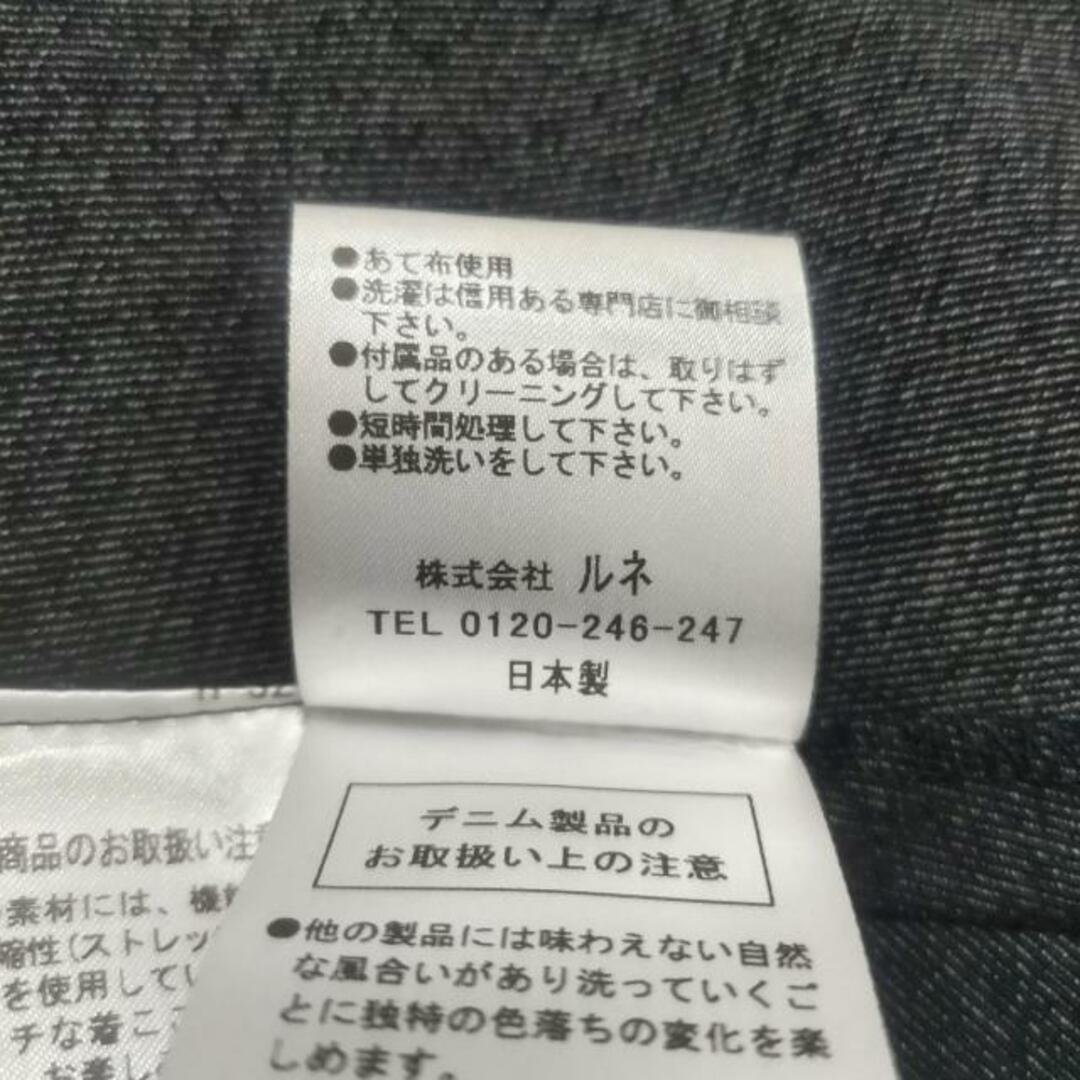 ●あて布使用
●洗濯は信用ある専門店に御相談
下さい。
●付属品のある場合は、取りはず
してクリーニングして下さい。
●短時間処理して下さい。
●単独洗いをして下さい。
株式会社 ルネ
TEL 0120-246-247
日本製
デニム製品の
お取扱い上の注意
●他の製品には味わえない自然
な風合いがあり洗っていくご
とに独特の色落ちの変化を楽
しめます。
商品のお取扱い注
素材には、機
縮性(ストレッ
を使用してい
チな着こ
お楽し